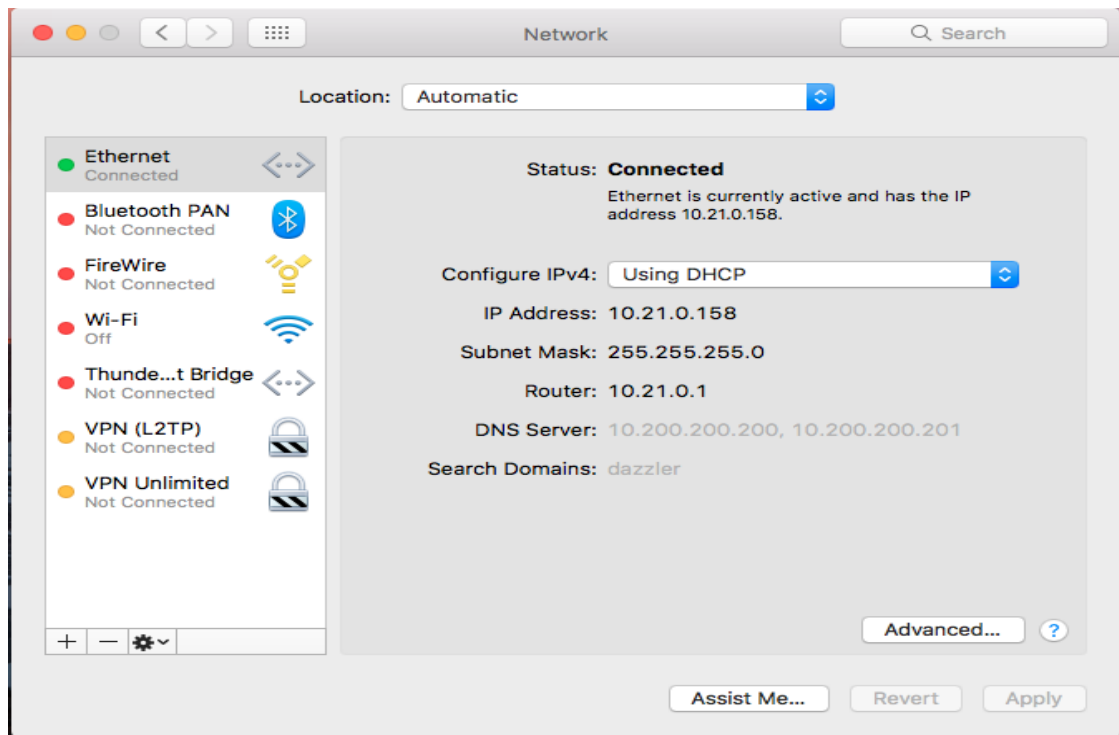 Network
Search
Location: Automatic
Ethernet
Connected
Bluetooth PAN
Not Connected
FireWire
Not Connected
Wi-Fi
Off
Thunde...t Bridge
Not Connected
VPN (L2TP)
Not Connected
VPN Unlimited
Not Connected
Status: Connected
Ethernet is currently active and has the IP
address 10.21.0.158.
Configure IPv4: Using DHCP
IP Address: 10.21.0.158
Subnet Mask: 255.255.255.0
Router: 10.21.0.1
DNS Server: 10.200.200.200, 10.200.200.201
Search Domains: dazzler
Advanced... ?
Assist Me... Revert Apply